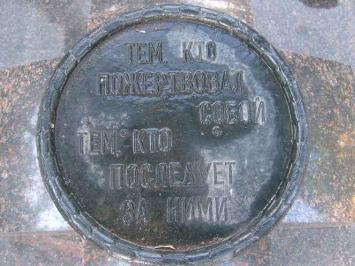 ТЕМ, КТО
ПОЖЕРТВОВАЛ
СОБОЙ
ТЕМ, КТО
ПОСЛЕДУЕТ
ЗА НИМИ